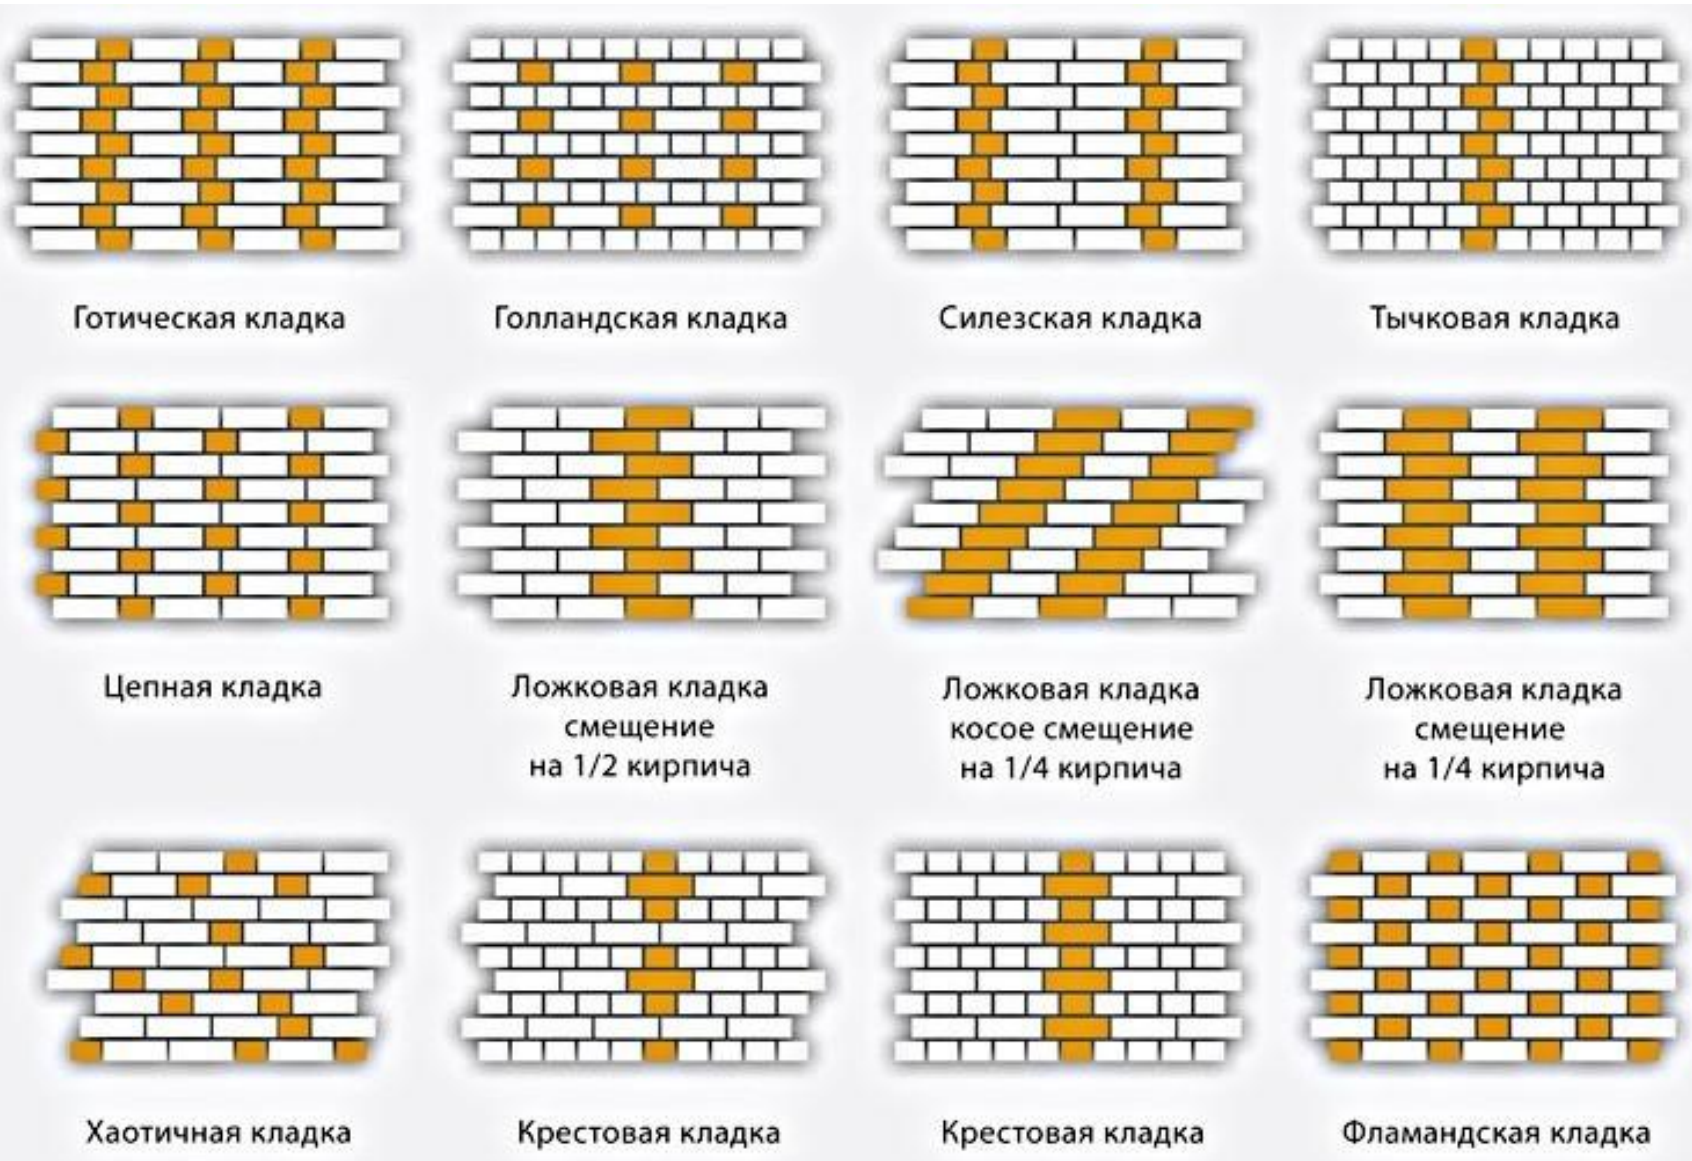 Готическая кладка
Голландская кладка
Силезская кладка
Тычковая кладка
Цепная кладка
Ложковая кладка
смещение
на 1/2 кирпича
Ложковая кладка
косое смещение
на 1/4 кирпича
Ложковая кладка
смещение
на 1/4 кирпича
Хаотичная кладка
Крестовая кладка
Крестовая кладка
Фламандская кладка